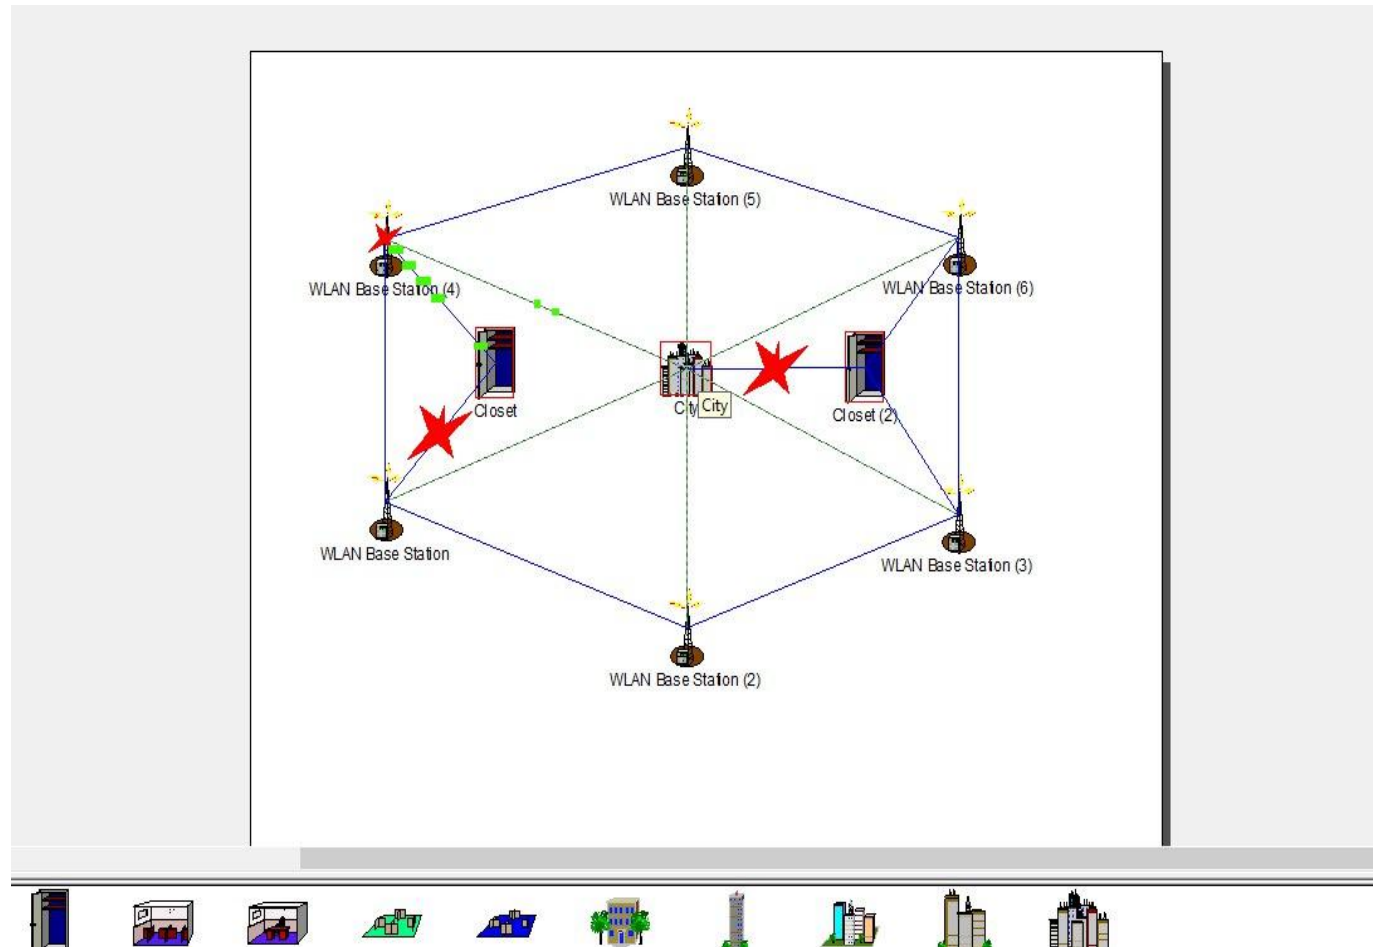 WLAN Base Station (5)
WLAN Base Station (4)
WLAN Base Station (6)
Closet
City
City
Closet (2)
WLAN Base Station
WLAN Base Station (3)
WLAN Base Station (2)